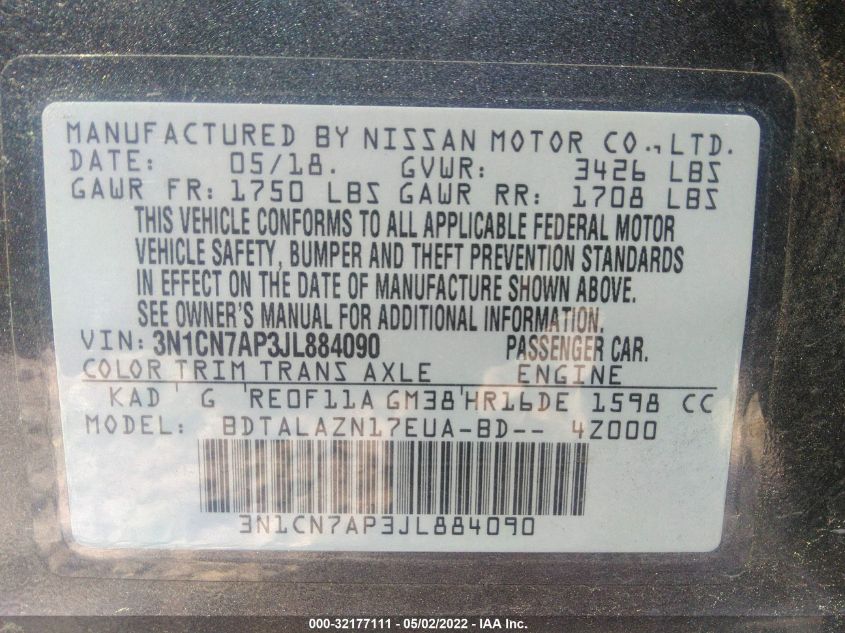 MANUFACTURED BY NISSAN MOTOR CO., LTD.
DATE: 05/18. GVWR: 3426 LBS
GAWR FR: 1750 LBS GAWR RR: 1708 LBS
THIS VEHICLE CONFORMS TO ALL APPLICABLE FEDERAL MOTOR
VEHICLE SAFETY, BUMPER AND THEFT PREVENTION STANDARDS
IN EFFECT ON THE DATE OF MANUFACTURE SHOWN ABOVE.
SEE OWNER'S MANUAL FOR ADDITIONAL INFORMATION.
VIN: 3N1CN7AP3JL884090 PASSENGER CAR.
COLOR TRIM TRANS AXLE ENGINE
KAD G RE0F11A GM38 HR16DE 1598 CC
MODEL: BDTALAZN17EUA-BD-- 4Z000
3N1CN7AP3JL884090
000-32177111 - 05/02/2022 - IAA Inc.